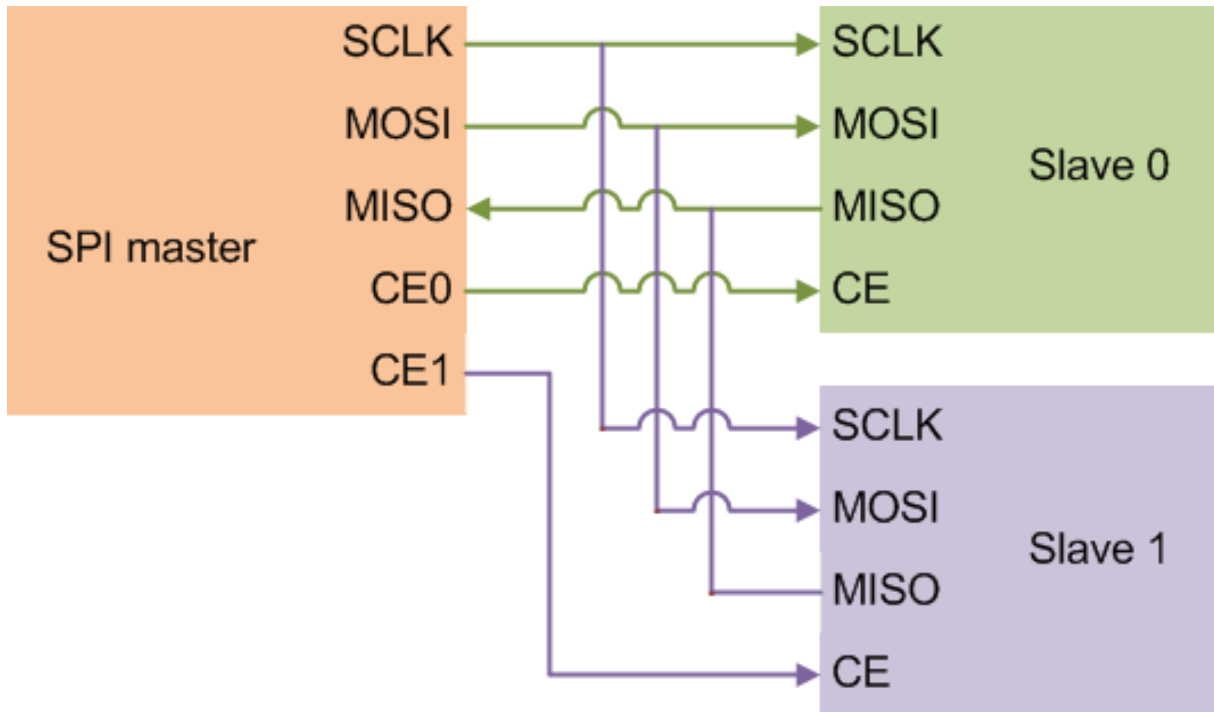 SCLK
MOSI
MISO
SPI master
CE0
CE1
SCLK
MOSI
Slave 0
MISO
CE
SCLK
MOSI
Slave 1
MISO
CE